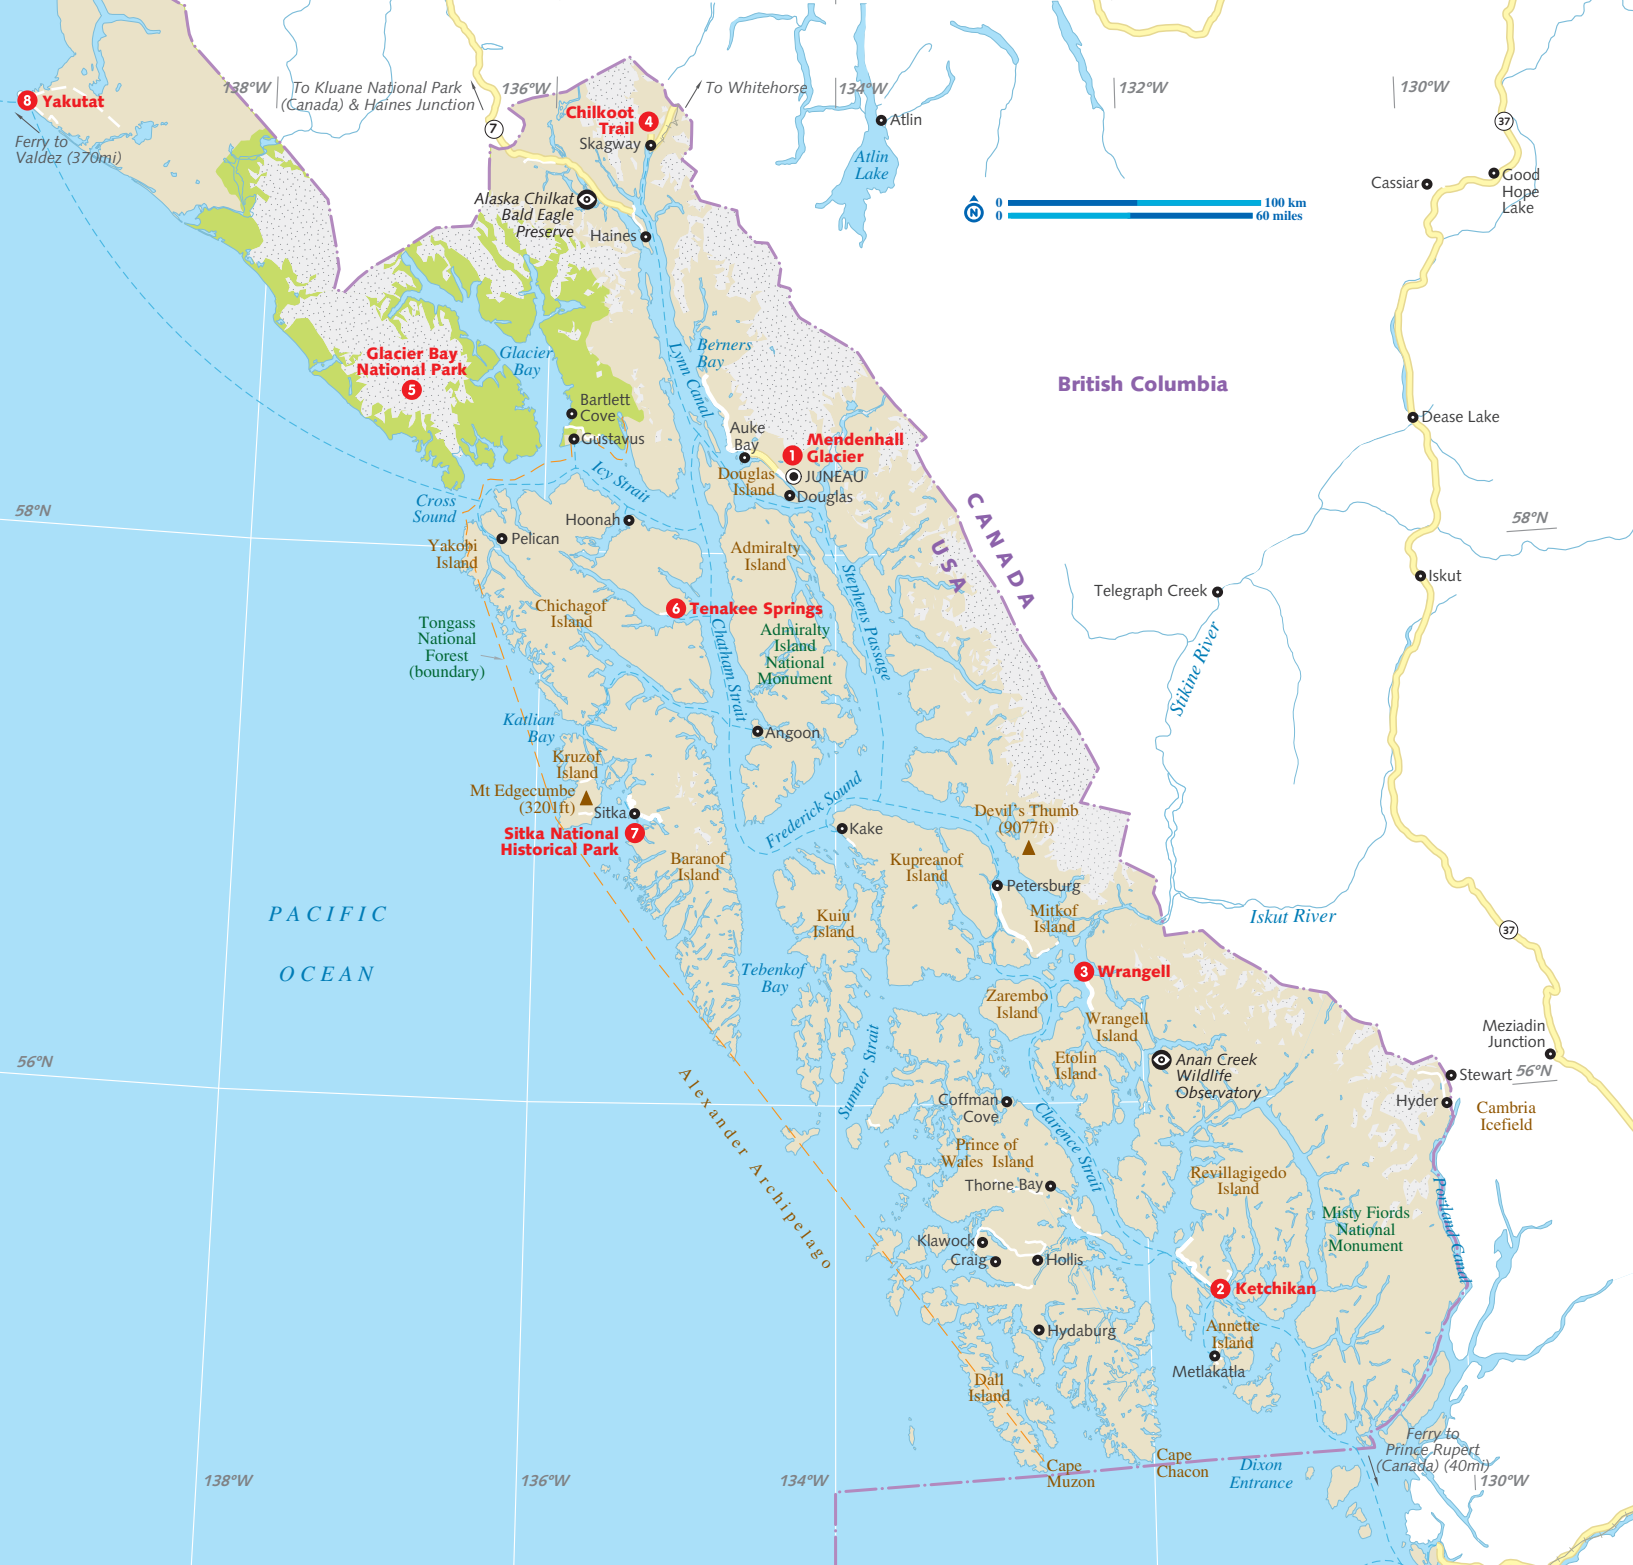 138°W
To Kluane National Park
(Canada) & Haines Junction
136°W
To Whitehorse
134°W
132°W
130°W
8 Yakutat
Ferry to
Valdez (370mi)
7
Chilkoot
Trail 4
Skagway
Atlin
Atlin
Lake
37
Cassiar
Good
Hope
Lake
Alaska Chilkat
Bald Eagle
Preserve
Haines
N
0
100 km
0
60 miles
Glacier Bay
National Park
5
Glacier
Bay
Lynn Canal
Berners
Bay
British Columbia
Bartlett
Cove
Gustavus
Auke
Bay
1 Mendenhall
Glacier
Dease Lake
Douglas
Island
JUNEAU
Douglas
Icy Strait
Cross
Sound
58°N
Hoonah
Pelican
Yakobi
Island
Admiralty
Island
CANADA
USA
58°N
Iskut
Telegraph Creek
Stikine River
Chichagof
Island
6 Tenakee Springs
Stephens Passage
Chatham Strait
Tongass
National
Forest
(boundary)
Admiralty
Island
National
Monument
Katlian
Bay
Angoon
Kruzof
Island
Mt Edgecumbe
(3201ft)
Sitka
Sitka National
Historical Park
7
Frederick Sound
Kake
Devil's Thumb
(9077ft)
Baranof
Island
Kupreanof
Island
Petersburg
Mitkof
Island
Kuiu
Island
Iskut River
37
PACIFIC
OCEAN
Tebenkof
Bay
3 Wrangell
Zarembo
Island
Wrangell
Island
Sumner Strait
Etolin
Island
Anan Creek
Wildlife
Observatory
Meziadin
Junction
Stewart
56°N
56°N
Hyder
Cambria
Icefield
Alexander Archipelago
Coffman
Cove
Clarence Strait
Prince of
Wales Island
Thorne Bay
Revillagigedo
Island
Misty Fiords
National
Monument
Portland Canal
Klawock
Craig
Hollis
2 Ketchikan
Hydaburg
Annette
Island
Metlakatla
Dall
Island
Cape
Muzon
Cape
Chacon
Dixon
Entrance
Ferry to
Prince Rupert
(Canada) (40mi)
138°W
136°W
134°W
130°W